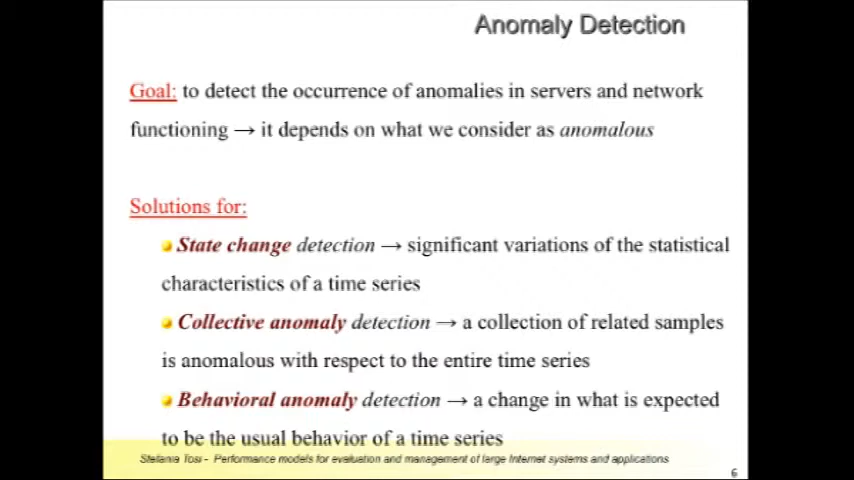 Anomaly Detection
Goal: to detect the occurrence of anomalies in servers and network
functioning → it depends on what we consider as anomalous
Solutions for:
State change detection → significant variations of the statistical
characteristics of a time series
Collective anomaly detection → a collection of related samples
is anomalous with respect to the entire time series
Behavioral anomaly detection → a change in what is expected
to be the usual behavior of a time series
Stefania Tosi - Performance models for evaluation and management of large Internet systems and applications
6